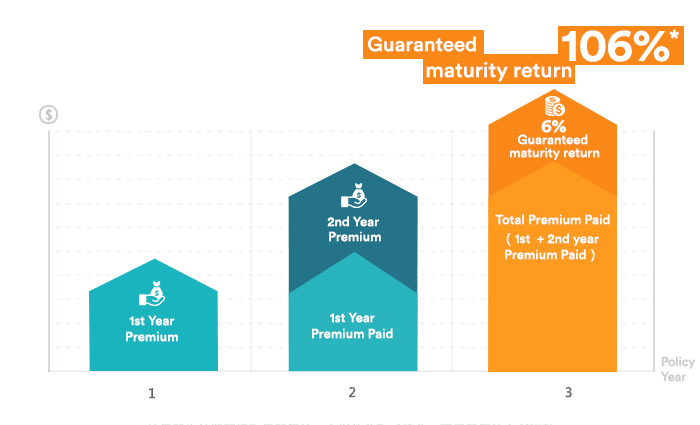 Guaranteed
maturity return
106%*
$
6%
Guaranteed
maturity return
2nd Year
Premium
Total Premium Paid
( 1st + 2nd year
Premium Paid )
1st Year
Premium
1st Year
Premium Paid
Policy
Year
1
2
3